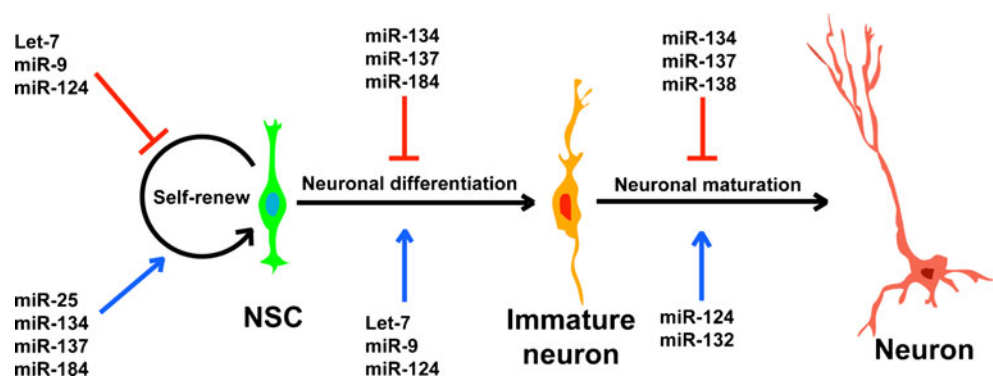 Let-7
miR-9
miR-124
Self-renew
miR-25
miR-134
miR-137
miR-184
NSC
miR-134
miR-137
miR-184
Neuronal differentiation
Let-7
miR-9
miR-124
Immature
neuron
miR-134
miR-137
miR-138
Neuronal maturation
miR-124
miR-132
Neuron